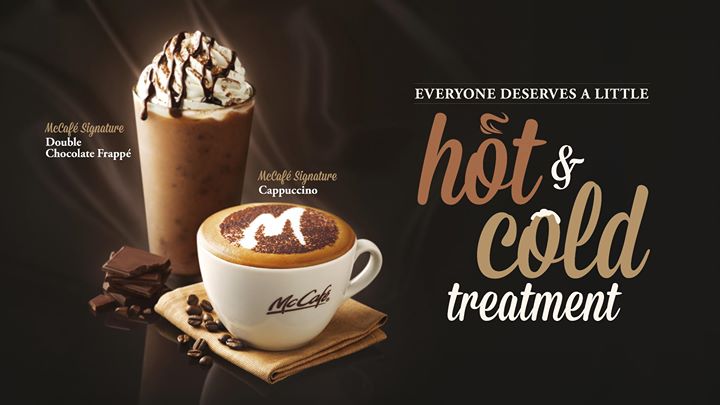 McCafé Signature
Double
Chocolate Frappé
McCafé Signature
Cappuccino
M
McCafé
EVERYONE DESERVES A LITTLE
hot &
cold
treatment